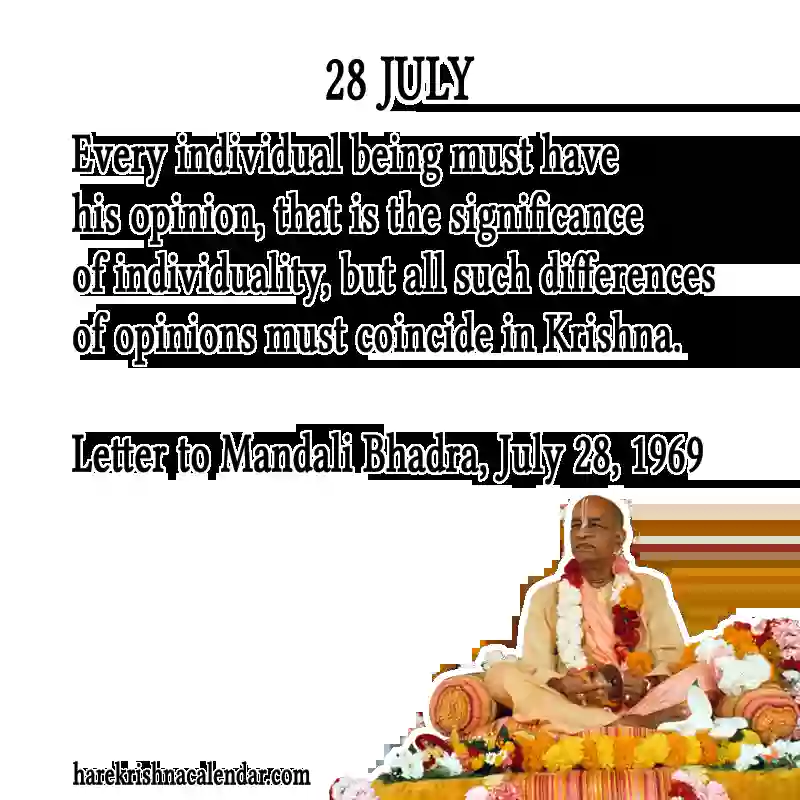 28 JULY
Every individual being must have
his opinion, that is the significance
of individuality, but all such differences
of opinions must coincide in Krishna.
Letter to Mandali Bhadra, July 28, 1969
harekrishnacalendar.com